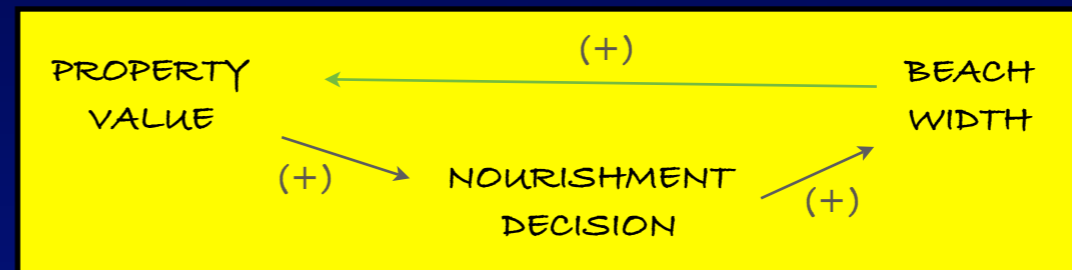 (+)
PROPERTY
VALUE
BEACH
WIDTH
(+)
NOURISHMENT
DECISION
(+)